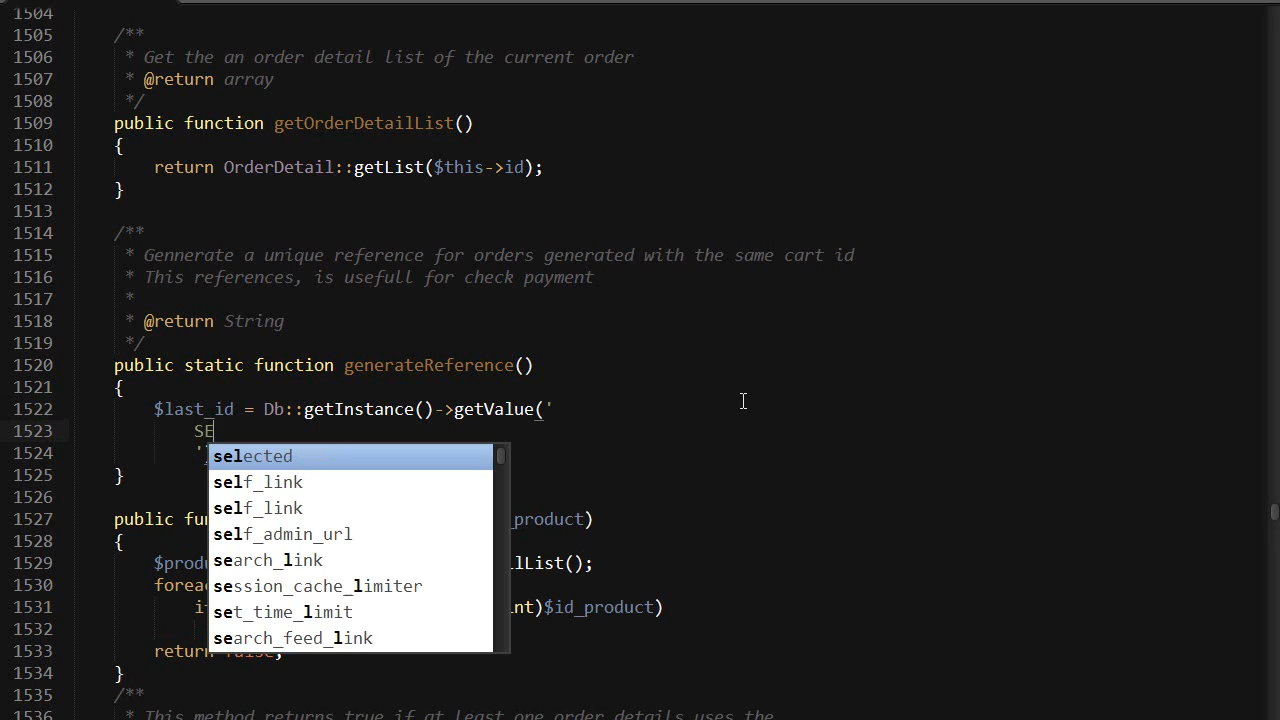 1504
1505 /**
1506 * Get the an order detail list of the current order
1507 * @return array
1508 */
1509 public function getOrderDetailList()
1510 {
1511 return OrderDetail::getList($this->id);
1512 }
1513
1514 /**
1515 * Gennerate a unique reference for orders generated with the same cart id
1516 * This references, is usefull for check payment
1517 *
1518 * @return String
1519 */
1520 public static function generateReference()
1521 {
1522 $last_id = Db::getInstance()->getValue('
1523 SE
1524 '
selected
1525 }
self_link
1526
self_link
1527 public _product)
self_admin_url
1528 {
search_link
1529 llList();
session_cache_limiter
1530
1531 $id_product)
set_time_limit
1532
search_feed_link
1533 return
1534 }
1535 /**
1536 * This method returns true if at least one order details uses the